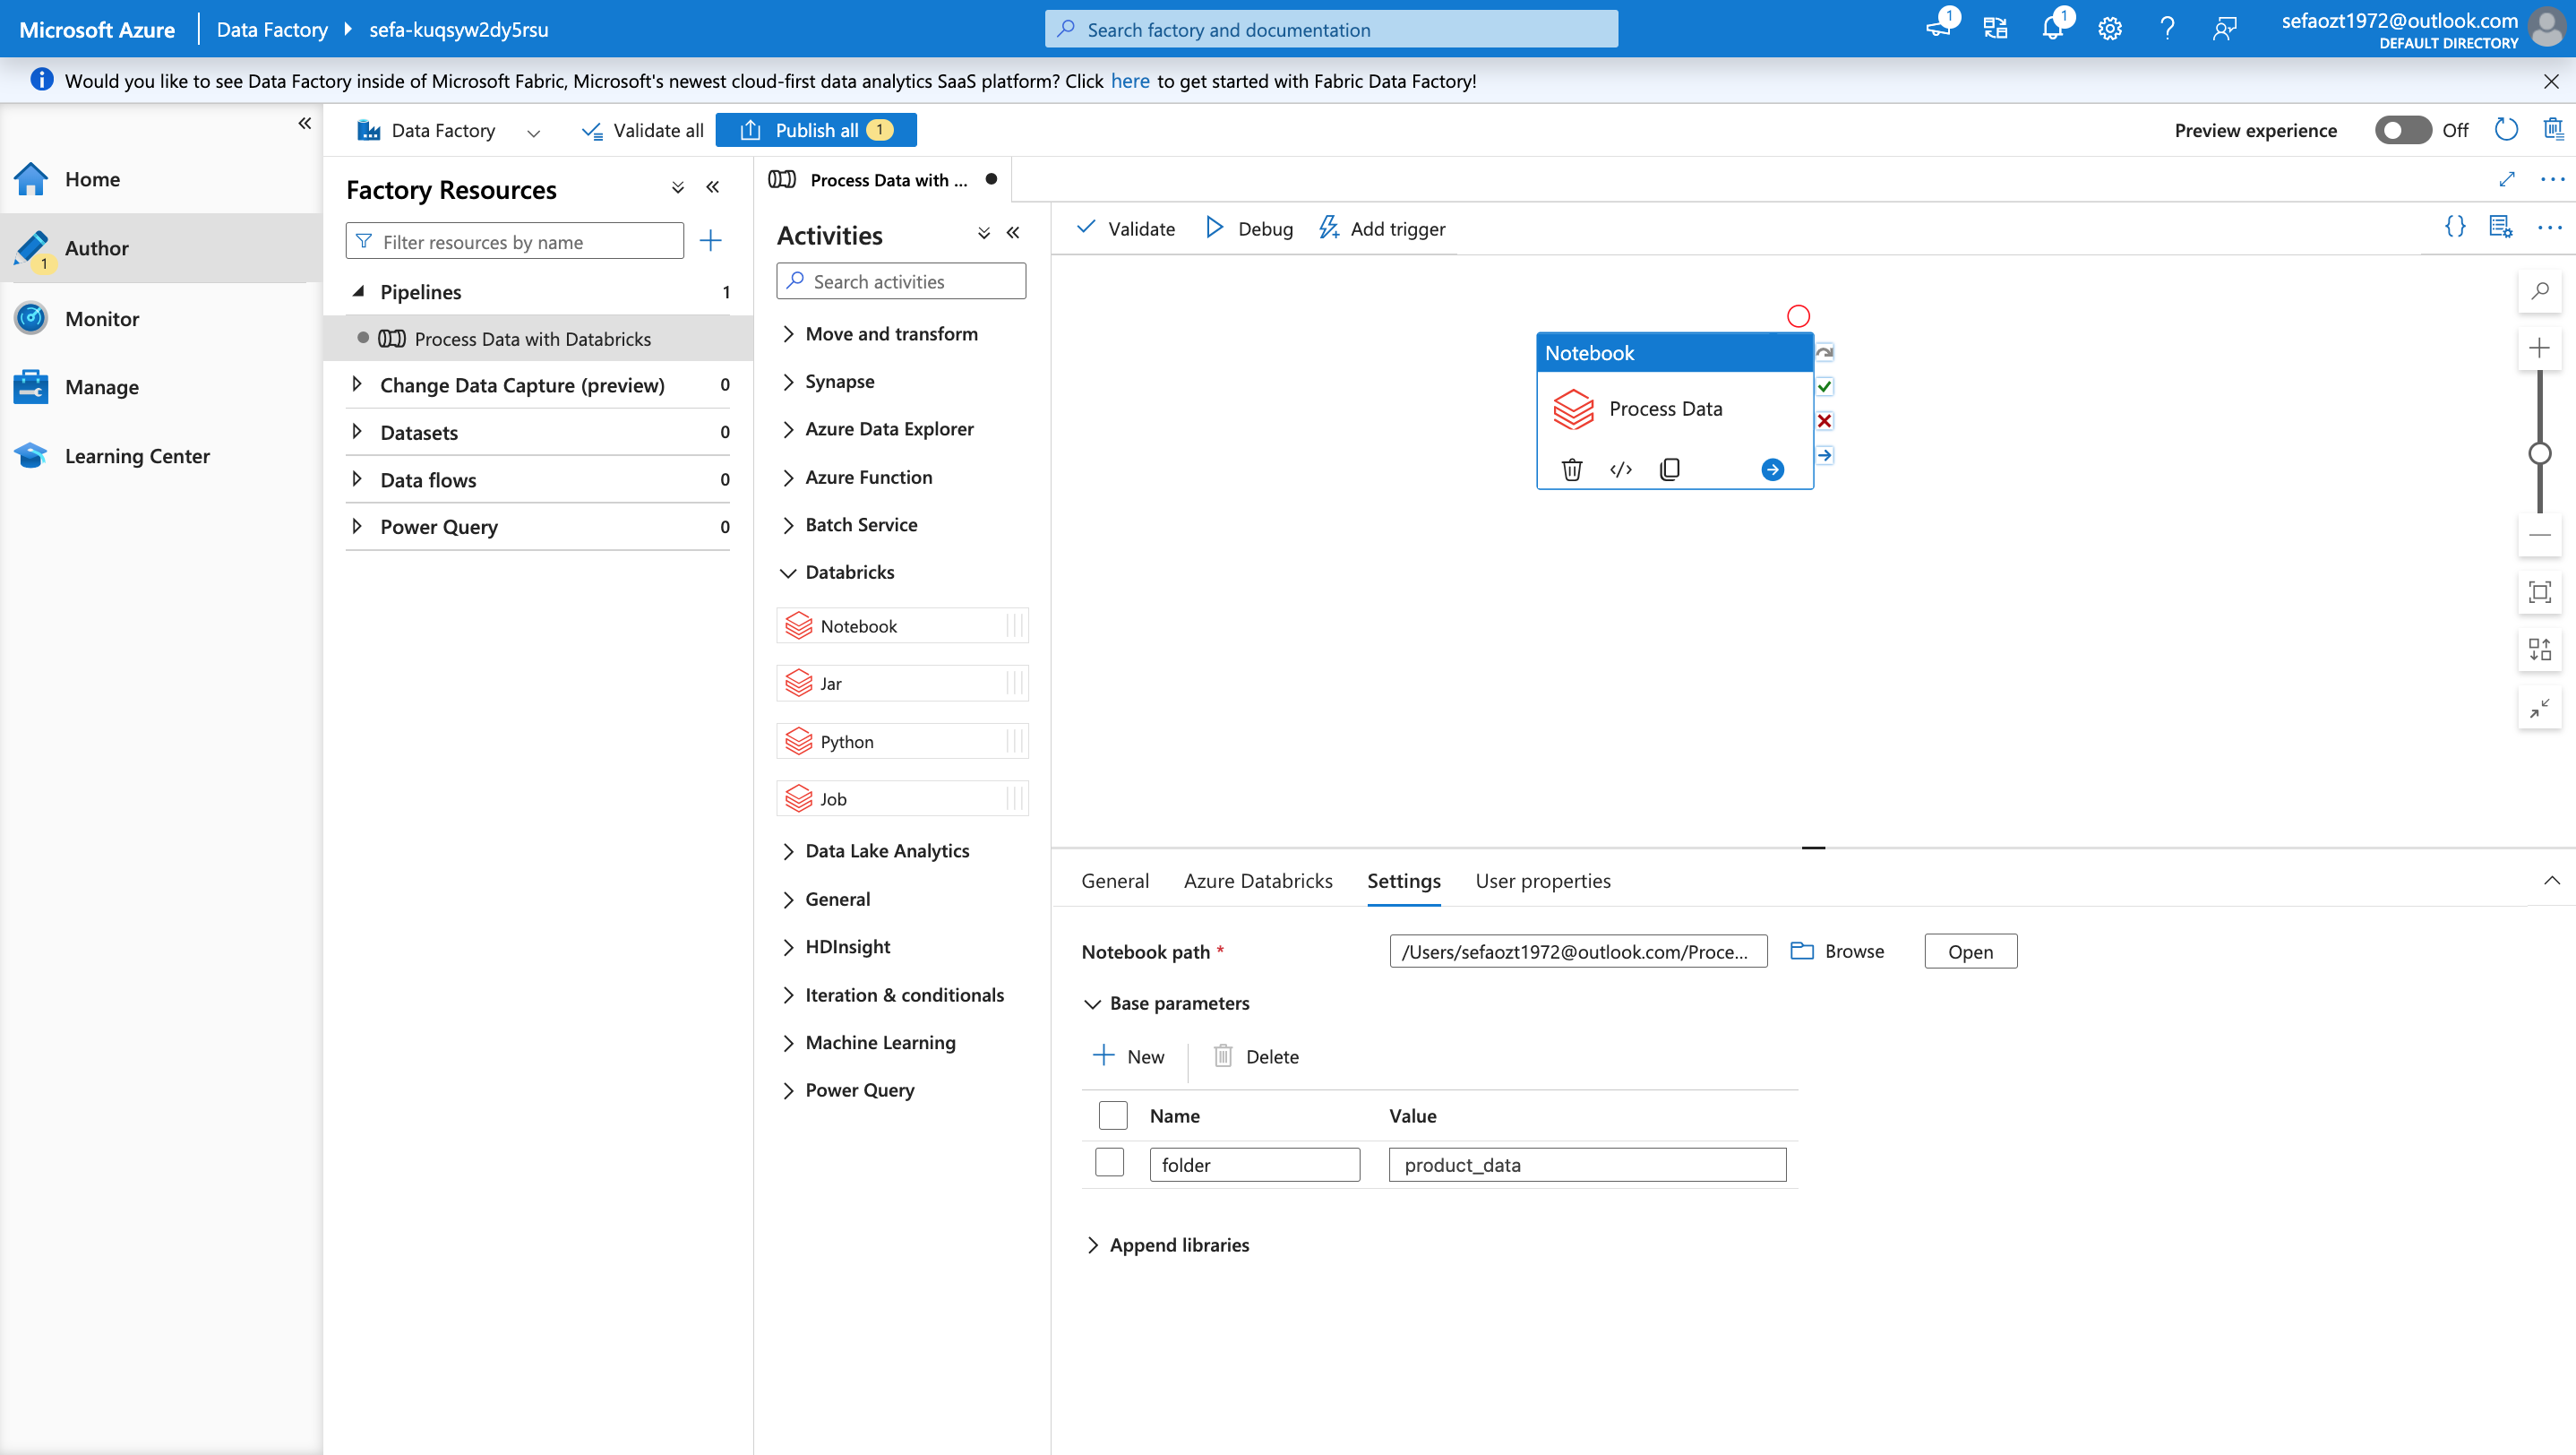 Microsoft Azure
Data Factory
sefa-kuqsyw2dy5rsu
Search factory and documentation
1
1
sefaozt1972@outlook.com
DEFAULT DIRECTORY
Would you like to see Data Factory inside of Microsoft Fabric, Microsoft's newest cloud-first data analytics SaaS platform? Click here to get started with Fabric Data Factory!
Home
Author
1
Monitor
Manage
Learning Center
Data Factory
Validate all
Publish all 1
Preview experience
Off
Factory Resources
Filter resources by name
Pipelines 1
Process Data with Databricks
Change Data Capture (preview) 0
Datasets 0
Data flows 0
Power Query 0
Process Data with ...
Activities
Search activities
Move and transform
Synapse
Azure Data Explorer
Azure Function
Batch Service
Databricks
Notebook
Jar
Python
Job
Data Lake Analytics
General
HDInsight
Iteration & conditionals
Machine Learning
Power Query
Validate
Debug
Add trigger
Notebook
Process Data
General
Azure Databricks
Settings
User properties
Notebook path *
/Users/sefaozt1972@outlook.com/Proce...
Browse
Open
Base parameters
New
Delete
Name
Value
folder
product_data
Append libraries